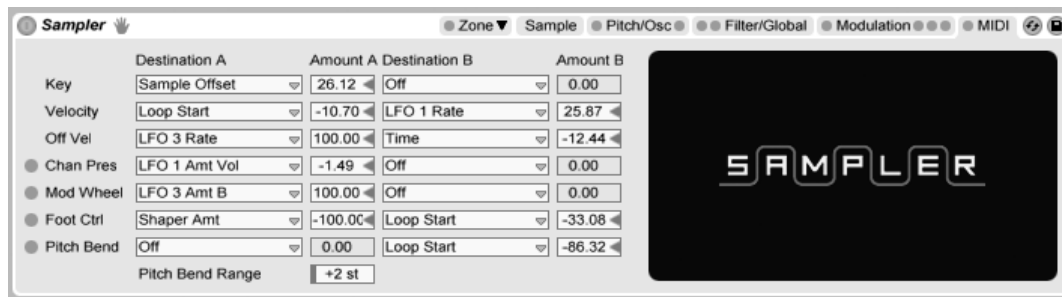 Sampler Zone Sample Pitch/Osc Filter/Global Modulation MIDI
Destination A Amount A Destination B Amount B
Key Sample Offset 26.12 Off 0.00
Velocity Loop Start -10.70 LFO 1 Rate 25.87
Off Vel LFO 3 Rate 100.00 Time -12.44
Chan Pres LFO 1 Amt Vol -1.49 Off 0.00
Mod Wheel LFO 3 Amt B 100.00 Off 0.00
Foot Ctrl Shaper Amt -100.00 Loop Start -33.08
Pitch Bend Off 0.00 Loop Start -86.32
Pitch Bend Range +2 st
SAMPLER